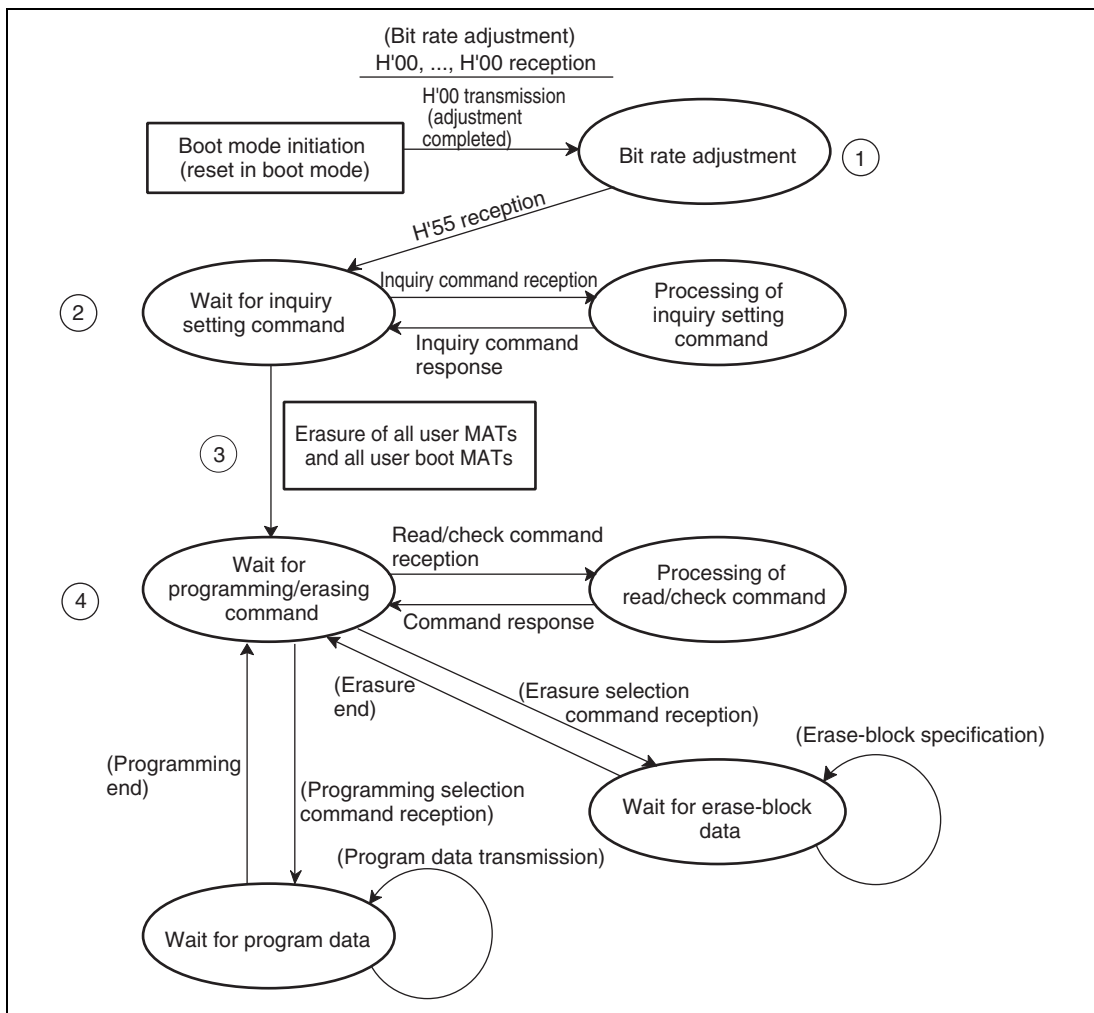 (Bit rate adjustment)
H'00, ..., H'00 reception
H'00 transmission
(adjustment
completed)
Boot mode initiation
(reset in boot mode)
Bit rate adjustment
1
H'55 reception
2
Wait for inquiry
setting command
Inquiry command reception
Inquiry command
response
Processing of
inquiry setting
command
3
Erasure of all user MATs
and all user boot MATs
4
Wait for
programming/erasing
command
Read/check command
reception
Command response
Processing of
read/check command
(Erasure
end)
(Erasure selection
command reception)
(Erase-block specification)
(Programming
end)
(Programming selection
command reception)
Wait for erase-block
data
(Program data transmission)
Wait for program data